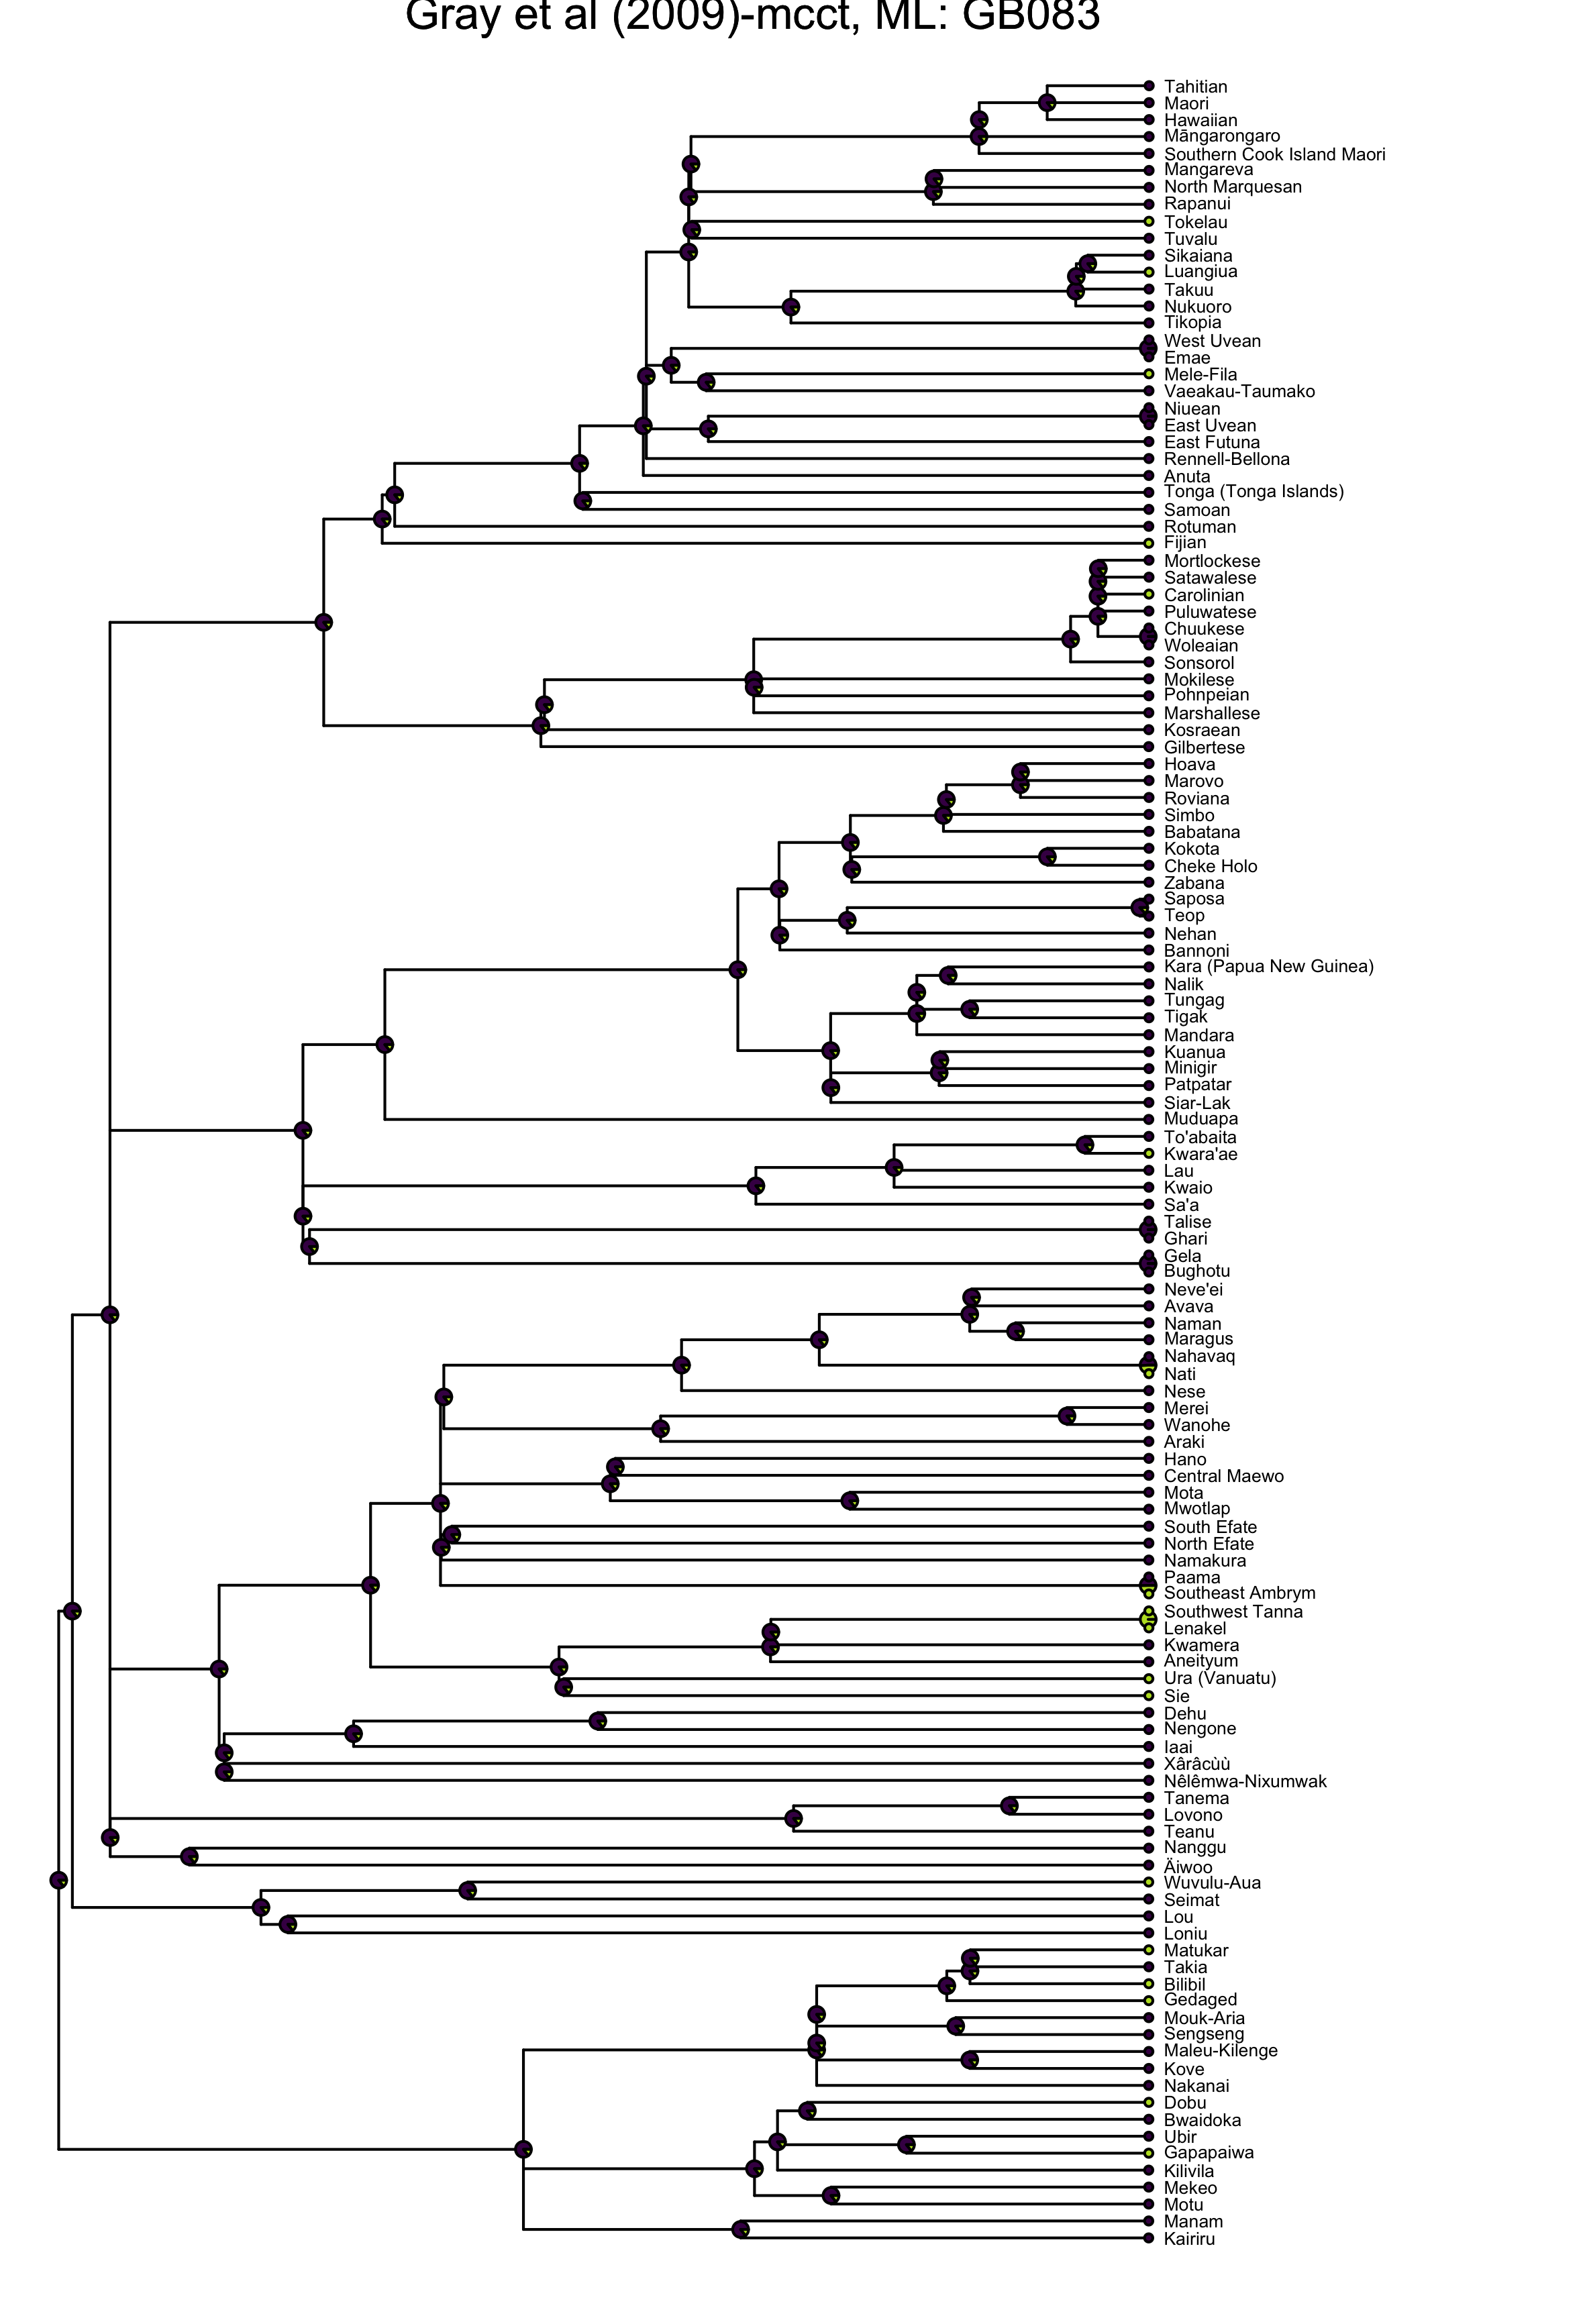 Gray et al (2009)-mcct, ML: GB083
Tahitian
Maori
Hawaiian
Māngarongaro
Southern Cook Island Maori
Mangareva
North Marquesan
Rapanui
Tokelau
Tuvalu
Sikaiana
Luangiua
Takuu
Nukuoro
Tikopia
West Uvean
Emae
Mele-Fila
Vaeakau-Taumako
Niuean
East Uvean
East Futuna
Rennell-Bellona
Anuta
Tonga (Tonga Islands)
Samoan
Rotuman
Fijian
Mortlockese
Satawalese
Carolinian
Puluwatese
Chuukese
Woleaian
Sonsorol
Mokilese
Pohnpeian
Marshallese
Kosraean
Gilbertese
Hoava
Marovo
Roviana
Simbo
Babatana
Kokota
Cheke Holo
Zabana
Saposa
Teop
Nehan
Bannoni
Kara (Papua New Guinea)
Nalik
Tungag
Tigak
Mandara
Kuanua
Minigir
Patpatar
Siar-Lak
Muduapa
To'abaita
Kwara'ae
Lau
Kwaio
Sa'a
Talise
Ghari
Gela
Bughotu
Neve'ei
Avava
Naman
Maragus
Nahavaq
Nati
Nese
Merei
Wanohe
Araki
Hano
Central Maewo
Mota
Mwotlap
South Efate
North Efate
Namakura
Paama
Southeast Ambrym
Southwest Tanna
Lenakel
Kwamera
Aneityum
Ura (Vanuatu)
Sie
Dehu
Nengone
Iaai
Xârâcùù
Nêlêmwa-Nixumwak
Tanema
Lovono
Teanu
Nanggu
Äiwoo
Wuvulu-Aua
Seimat
Lou
Loniu
Matukar
Takia
Bilibil
Gedaged
Mouk-Aria
Sengseng
Maleu-Kilenge
Kove
Nakanai
Dobu
Bwaidoka
Ubir
Gapapaiwa
Kilivila
Mekeo
Motu
Manam
Kairiru